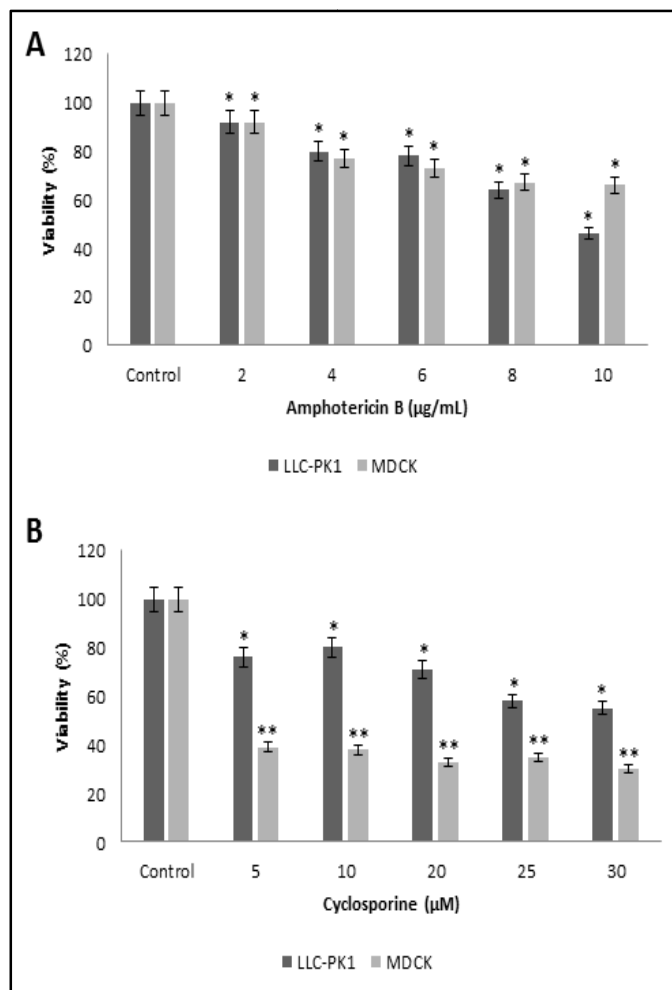 A
120
* *
100
* *
* *
80
* *
*
60
*
40
20
0
Viability (%)
Control 2 4 6 8 10
Amphotericin B (µg/mL)
LLC-PK1 MDCK
B
120
100
* * *
80
* *
60
** ** ** ** **
40
20
0
Viability (%)
Control 5 10 20 25 30
Cyclosporine (µM)
LLC-PK1 MDCK